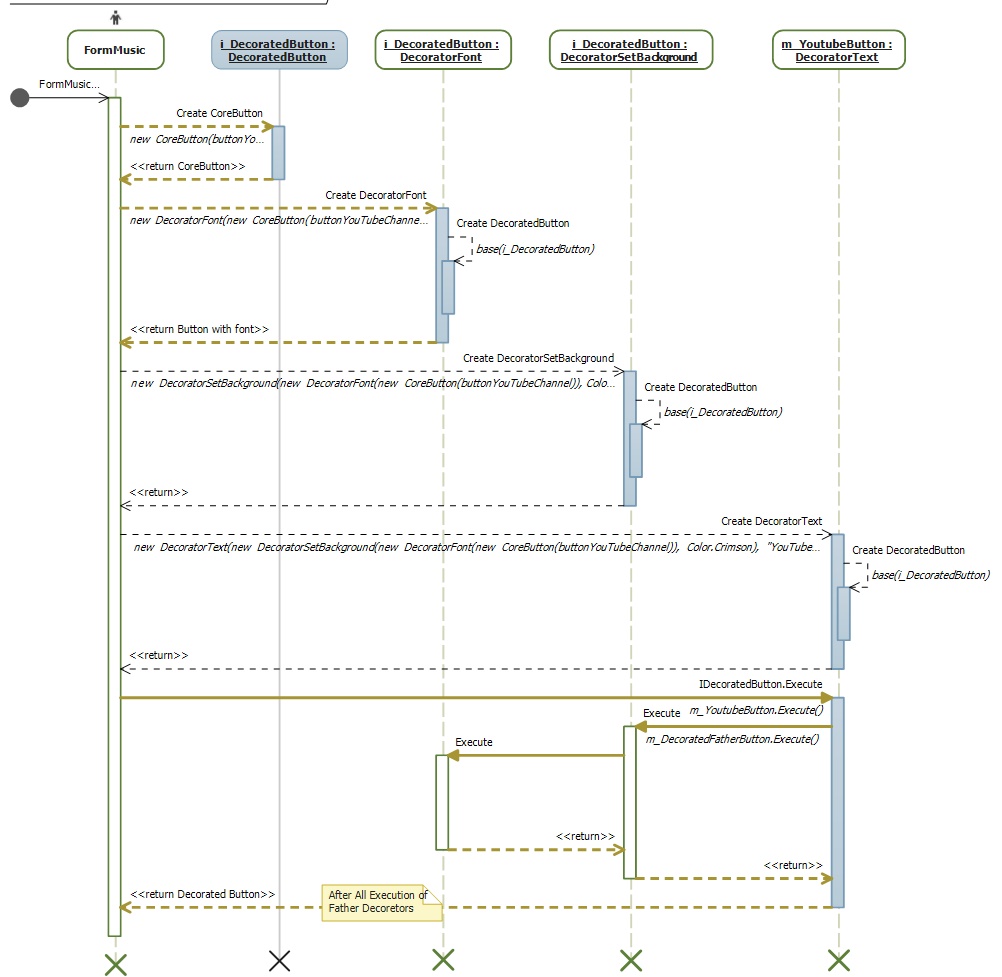 FormMusic
i_DecoratedButton :
DecoratedButton
i_DecoratedButton :
DecoratorFont
i_DecoratedButton :
DecoratorSetBackground
m_YoutubeButton :
DecoratorText
FormMusic...
Create CoreButton
new CoreButton(buttonYo...
<<return CoreButton>>
Create DecoratorFont
new DecoratorFont(new CoreButton(buttonYouTubeChanne...
Create DecoratedButton
base(i_DecoratedButton)
<<return Button with font>>
Create DecoratorSetBackground
new DecoratorSetBackground(new DecoratorFont(new CoreButton(buttonYouTubeChannel)), Colo...
Create DecoratedButton
base(i_DecoratedButton)
<<return>>
Create DecoratorText
new DecoratorText(new DecoratorSetBackground(new DecoratorFont(new CoreButton(buttonYouTubeChannel)), Color.Crimson), "YouTube...
Create DecoratedButton
base(i_DecoratedButton)
<<return>>
IDecoratedButton.Execute
m_YoutubeButton.Execute()
Execute
m_DecoratedFatherButton.Execute()
Execute
<<return>>
<<return>>
<<return Decorated Button>>
After All Execution of
Father Decoretors